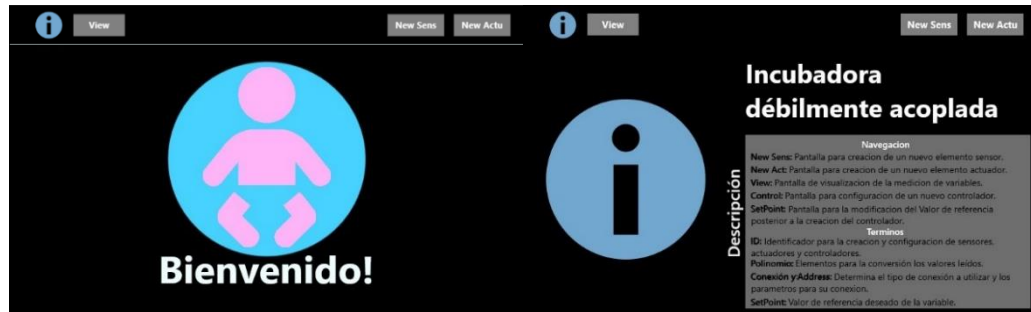 View
New Sens
New Actu
Bienvenido!
View
New Sens
New Actu
Incubadora
débilmente acoplada
Descripción
Navegacion
New Sens: Pantalla para creacion de un nuevo elemento sensor.
New Act: Pantalla para creacion de un nuevo elemento actuador.
View: Pantalla de visualizacion de la medicion de variables.
Control: Pantalla para configuracion de un nuevo controlador.
SetPoint: Pantalla para la modificacion del Valor de referencia
posterior a la creacion del controlador.
Terminos
ID: Identificador para la creacion y configuracion de sensores,
actuadores y controladores.
Polinomio: Elementos para la conversión los valores leídos.
Conexión y Address: Determina el tipo de conexión a utilizar y los
parametros para su conexion.
SetPoint: Valor de referencia deseado de la variable.